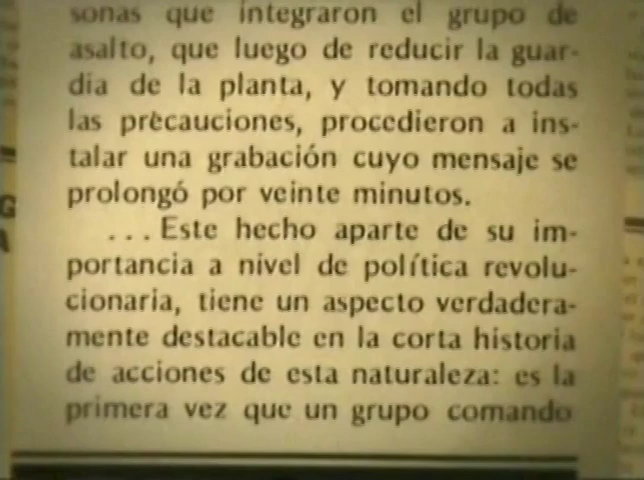 sonas que integraron el grupo de
asalto, que luego de reducir la guar-
dia de la planta, y tomando todas
las precauciones, procedieron a ins-
talar una grabación cuyo mensaje se
prolongó por veinte minutos.
...Este hecho aparte de su im-
portancia a nivel de política revolu-
cionaria, tiene un aspecto verdadera-
mente destacable en la corta historia
de acciones de esta naturaleza: es la
primera vez que un grupo comando
G
A